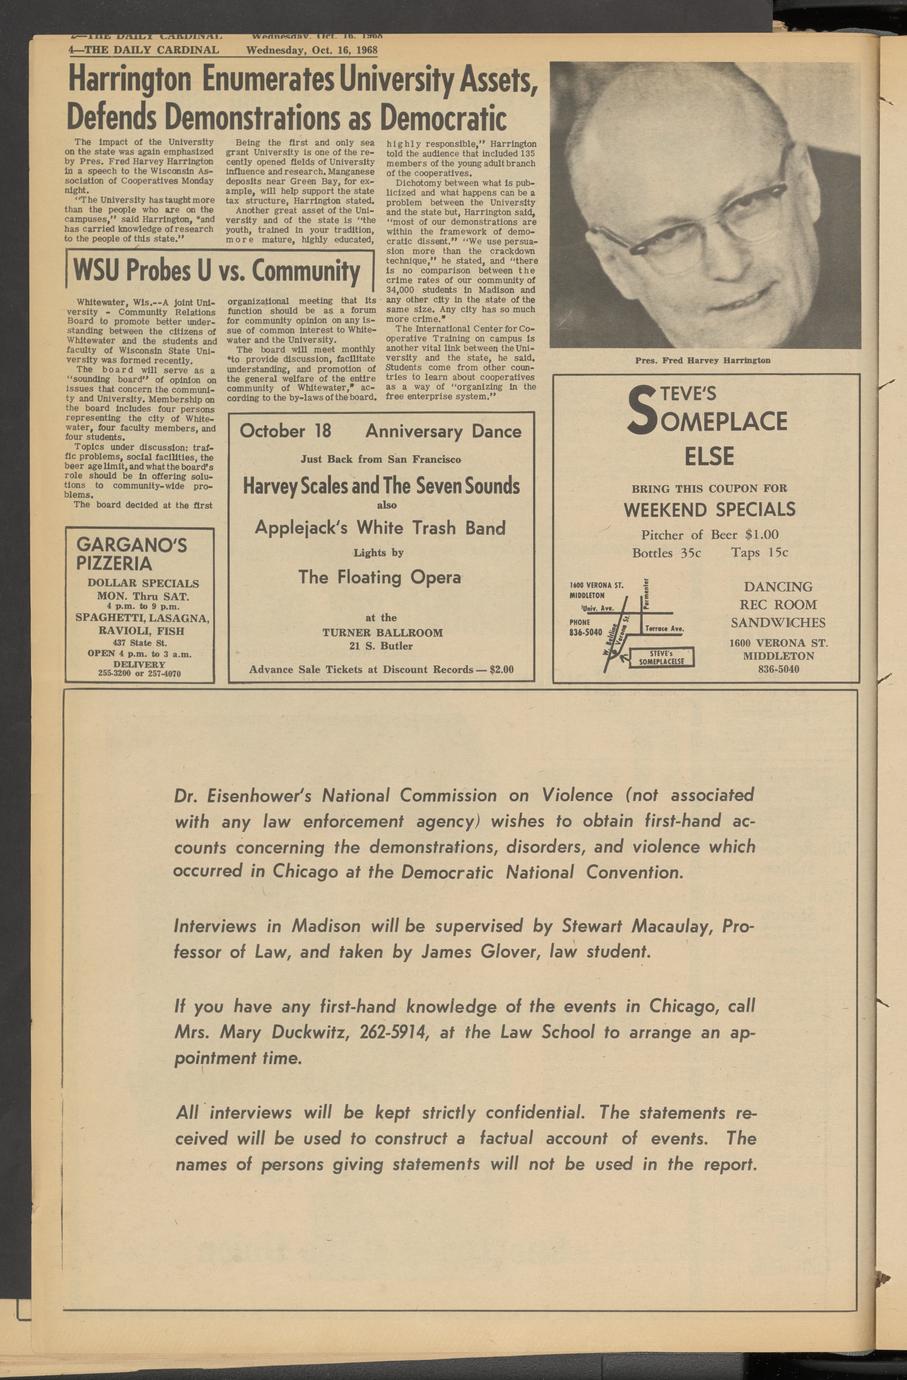 2—THE DAILY CARDINAL Wednesday, Oct. 16, 1968
4—THE DAILY CARDINAL Wednesday, Oct. 16, 1968
Harrington Enumerates University Assets,
Defends Demonstrations as Democratic
The impact of the University
on the state was again emphasized
by Pres. Fred Harvey Harrington
in a speech to the Wisconsin As-
sociation of Cooperatives Monday
night.
"The University has taught more
than the people who are on the
campuses," said Harrington, "and
has carried knowledge of research
to the people of this state."
Being the first and only sea
grant University is one of the re-
cently opened fields of University
influence and research. Manganese
deposits near Green Bay, for ex-
ample, will help support the state
tax structure, Harrington stated.
Another great asset of the Uni-
versity and of the state is "the
youth, trained in your tradition,
more mature, highly educated,
highly responsible," Harrington
told the audience that included 135
members of the young adult branch
of the cooperatives.
Dichotomy between what is pub-
licized and what happens can be a
problem between the University
and the state but, Harrington said,
"most of our demonstrations are
within the framework of demo-
cratic dissent." "We use persua-
sion more than the crackdown
technique," he stated, and "there
is no comparison between the
crime rates of our community of
34,000 students in Madison and
any other city in the state of the
same size. Any city has so much
more crime."
The International Center for Co-
operative Training on campus is
another vital link between the Uni-
versity and the state, he said.
Students come from other coun-
tries to learn about cooperatives
as a way of "organizing in the
free enterprise system."
Pres. Fred Harvey Harrington
WSU Probes U vs. Community
Whitewater, Wis.--A joint Uni-
versity - Community Relations
Board to promote better under-
standing between the citizens of
Whitewater and the students and
faculty of Wisconsin State Uni-
versity was formed recently.
The board will serve as a
"sounding board" of opinion on
issues that concern the communi-
ty and University. Membership on
the board includes four persons
representing the city of White-
water, four faculty members, and
four students.
Topics under discussion: traf-
fic problems, social facilities, the
beer age limit, and what the board's
role should be in offering solu-
tions to community-wide pro-
blems.
The board decided at the first
organizational meeting that its
function should be as a forum
for community opinion on any is-
sue of common interest to White-
water and the University.
The board will meet monthly
"to provide discussion, facilitate
understanding, and promotion of
the general welfare of the entire
community of Whitewater," ac-
cording to the by-laws of the board.
GARGANO'S
PIZZERIA
DOLLAR SPECIALS
MON. Thru SAT.
4 p.m. to 9 p.m.
SPAGHETTI, LASAGNA,
RAVIOLI, FISH
437 State St.
OPEN 4 p.m. to 3 a.m.
DELIVERY
255-3200 or 257-4070
October 18 Anniversary Dance
Just Back from San Francisco
Harvey Scales and The Seven Sounds
also
Applejack's White Trash Band
Lights by
The Floating Opera
at the
TURNER BALLROOM
21 S. Butler
Advance Sale Tickets at Discount Records — $2.00
STEVE'S
SOMEPLACE
ELSE
BRING THIS COUPON FOR
WEEKEND SPECIALS
Pitcher of Beer $1.00
Bottles 35c Taps 15c
1600 VERONA ST.
MIDDLETON
Univ. Ave.
PHONE
836-5040
Parmenter
Terrace Ave.
W. Beltline
Verona St.
STEVE's
SOMEPLACELSE
DANCING
REC ROOM
SANDWICHES
1600 VERONA ST.
MIDDLETON
836-5040
Dr. Eisenhower's National Commission on Violence (not associated
with any law enforcement agency) wishes to obtain first-hand ac-
counts concerning the demonstrations, disorders, and violence which
occurred in Chicago at the Democratic National Convention.
Interviews in Madison will be supervised by Stewart Macaulay, Pro-
fessor of Law, and taken by James Glover, law student.
If you have any first-hand knowledge of the events in Chicago, call
Mrs. Mary Duckwitz, 262-5914, at the Law School to arrange an ap-
pointment time.
All interviews will be kept strictly confidential. The statements re-
ceived will be used to construct a factual account of events. The
names of persons giving statements will not be used in the report.